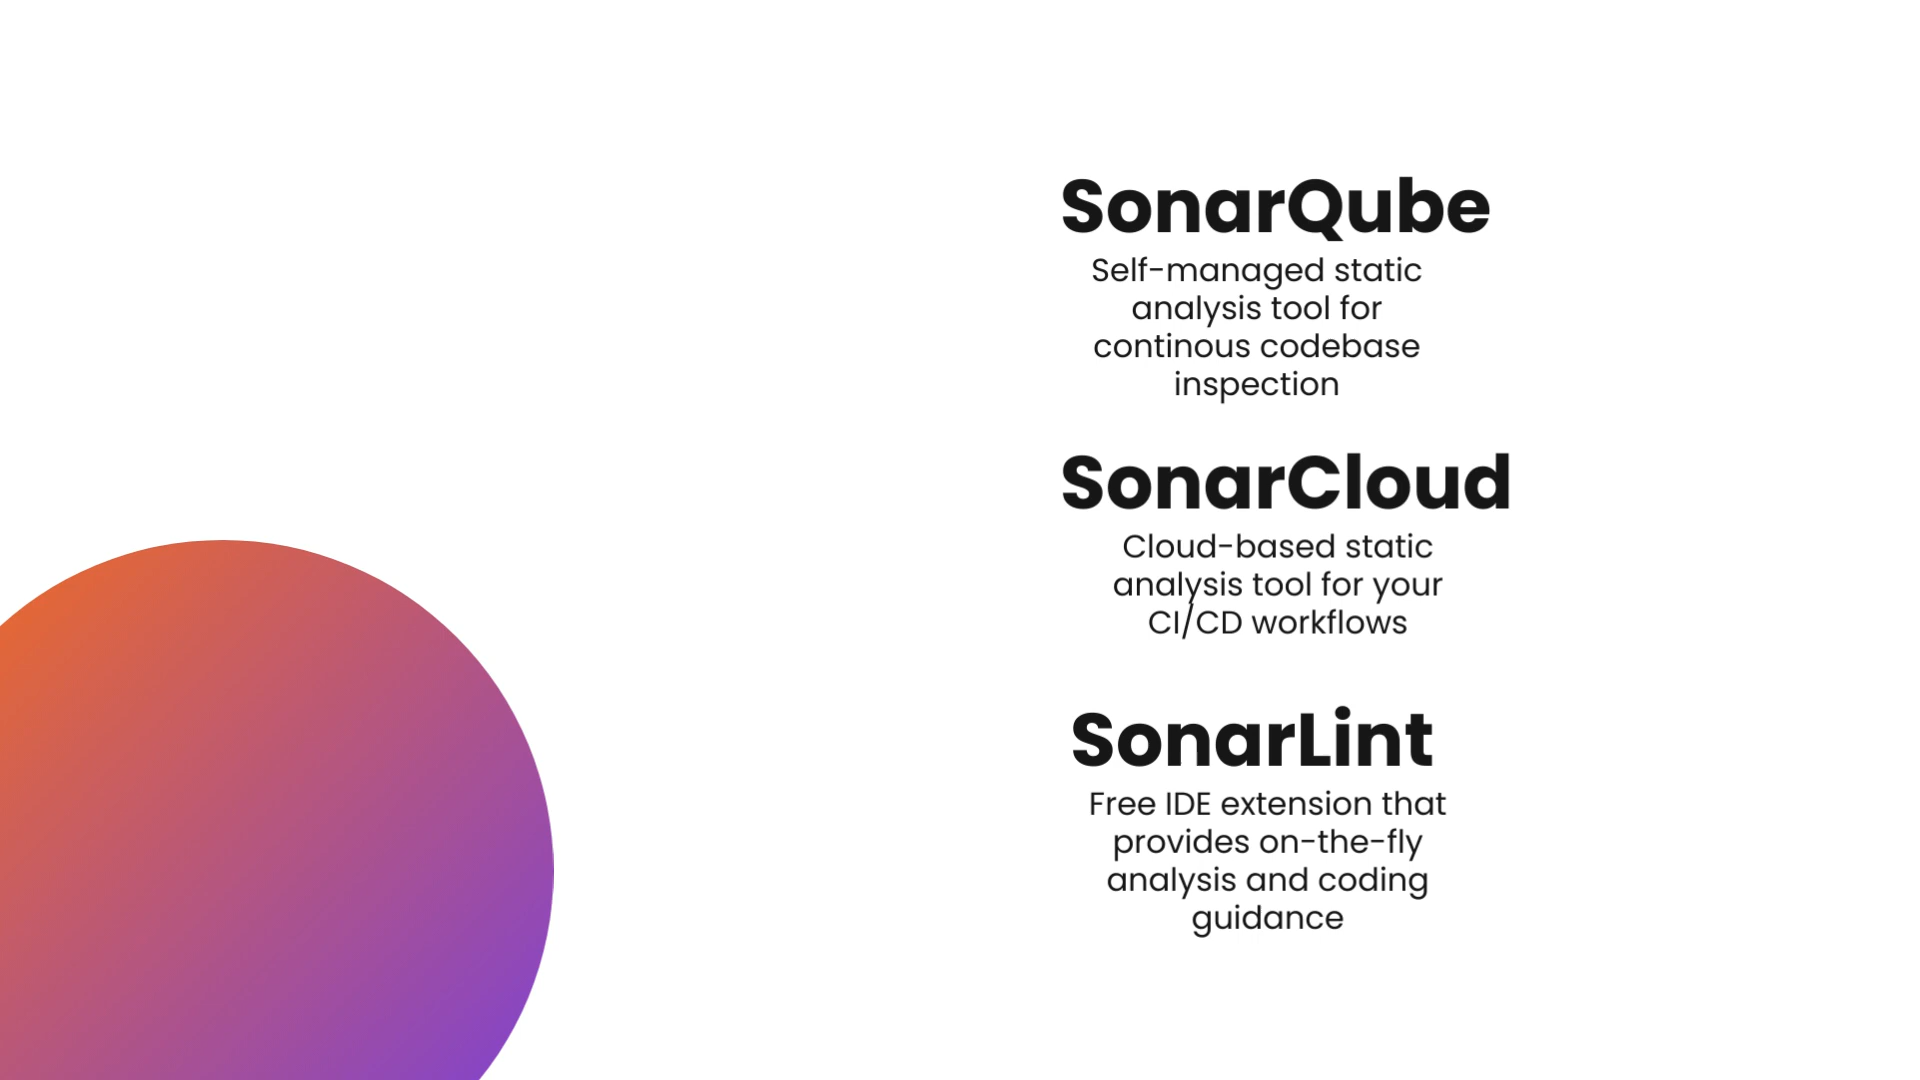 SonarQube
Self-managed static
analysis tool for
continous codebase
inspection
SonarCloud
Cloud-based static
analysis tool for your
CI/CD workflows
SonarLint
Free IDE extension that
provides on-the-fly
analysis and coding
guidance